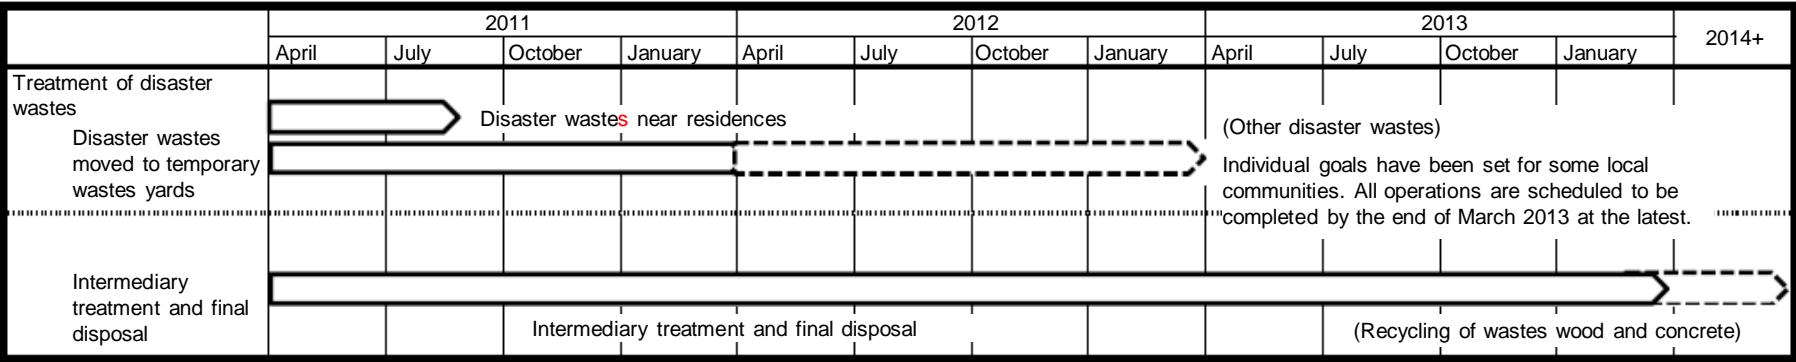 2011 2012 2013 2014+
April July October January April July October January April July October January
Treatment of disaster
wastes
Disaster wastes
moved to temporary
wastes yards
Disaster wastes near residences
(Other disaster wastes)
Individual goals have been set for some local
communities. All operations are scheduled to be
completed by the end of March 2013 at the latest.
Intermediary
treatment and final
disposal
Intermediary treatment and final disposal
(Recycling of wastes wood and concrete)